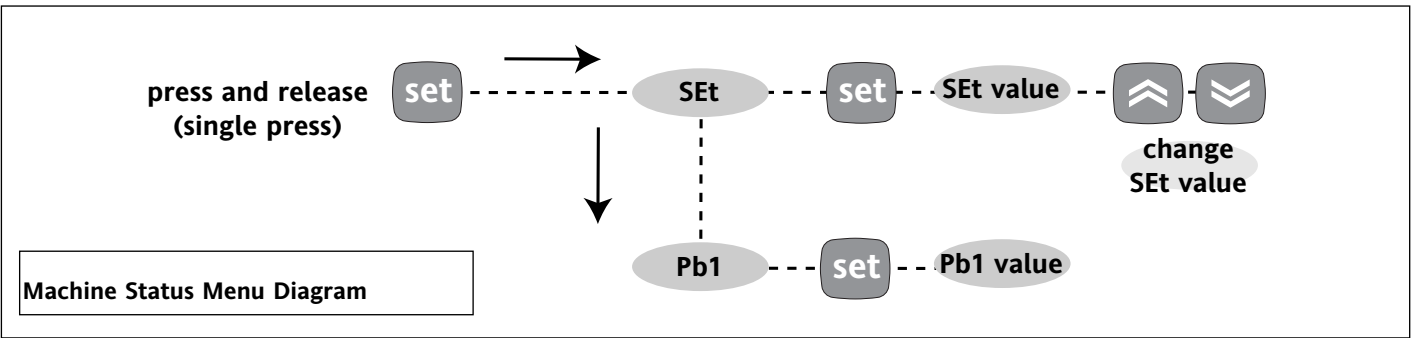 press and release set SEt set SEt value
(single press)
change
SEt value
Pb1 set Pb1 value
Machine Status Menu Diagram